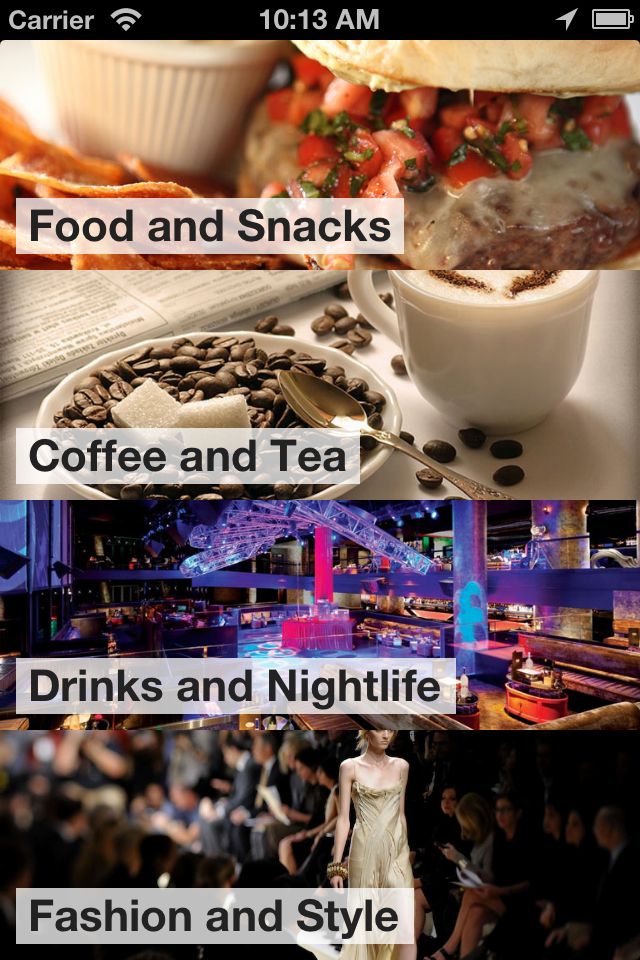 Carrier 10:13 AM
Food and Snacks
Coffee and Tea
Drinks and Nightlife
Fashion and Style